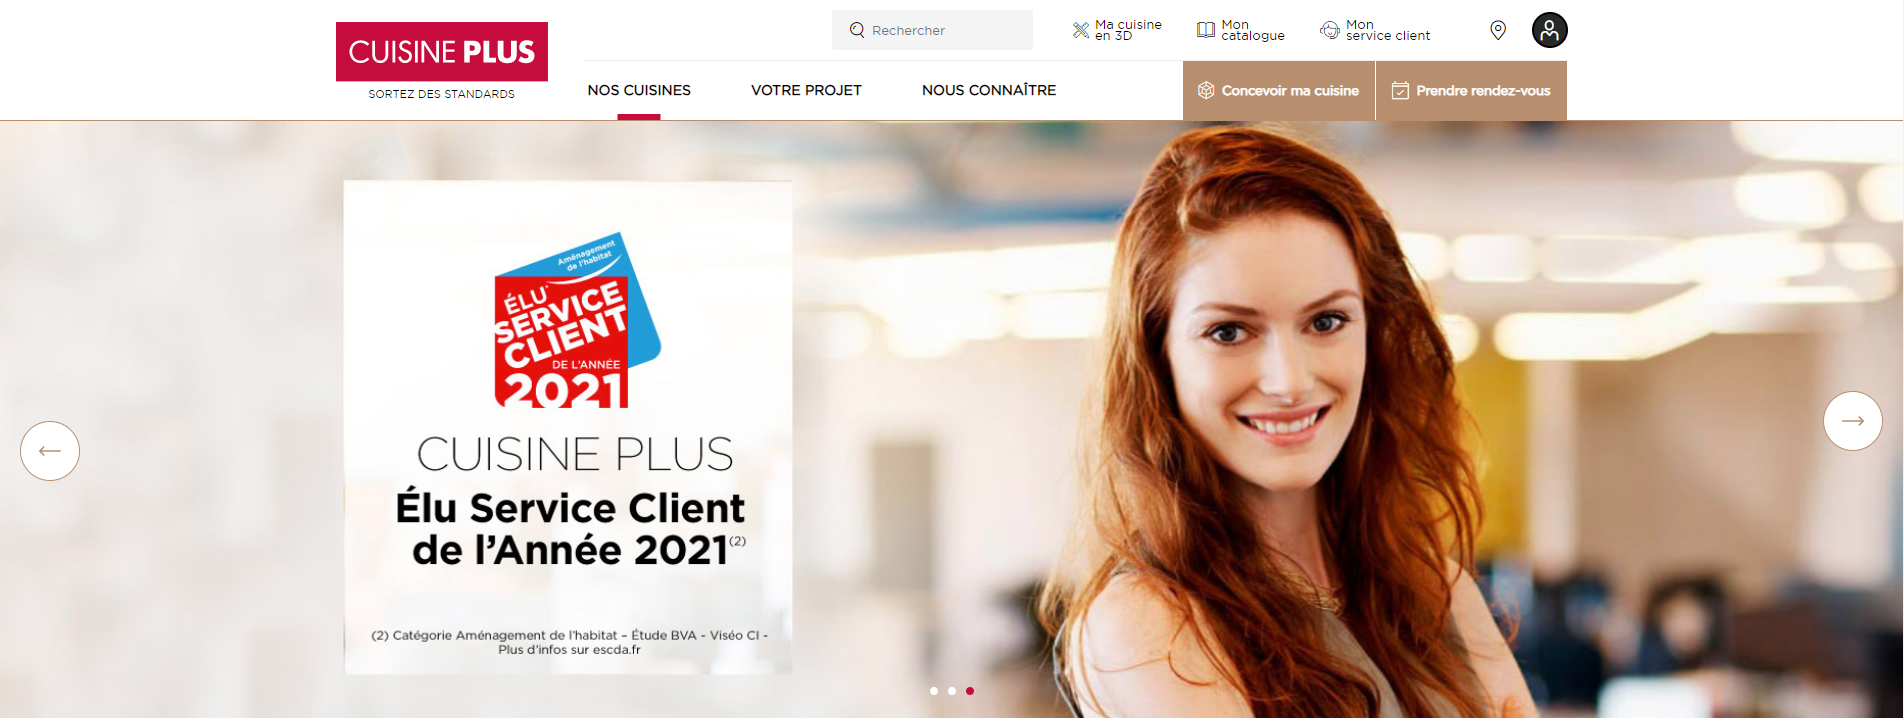 CUISINE PLUS
SORTEZ DES STANDARDS
Rechercher
Ma cuisine
en 3D
Mon
catalogue
Mon
service client
NOS CUISINES
VOTRE PROJET
NOUS CONNAÎTRE
Concevoir ma cuisine
Prendre rendez-vous
Aménagement
de l'habitat
ÉLU
SERVICE
CLIENT
DE L'ANNÉE
2021
CUISINE PLUS
Élu Service Client
de l’Année 2021(2)
(2) Catégorie Aménagement de l’habitat – Étude BVA - Viséo CI -
Plus d’infos sur escda.fr